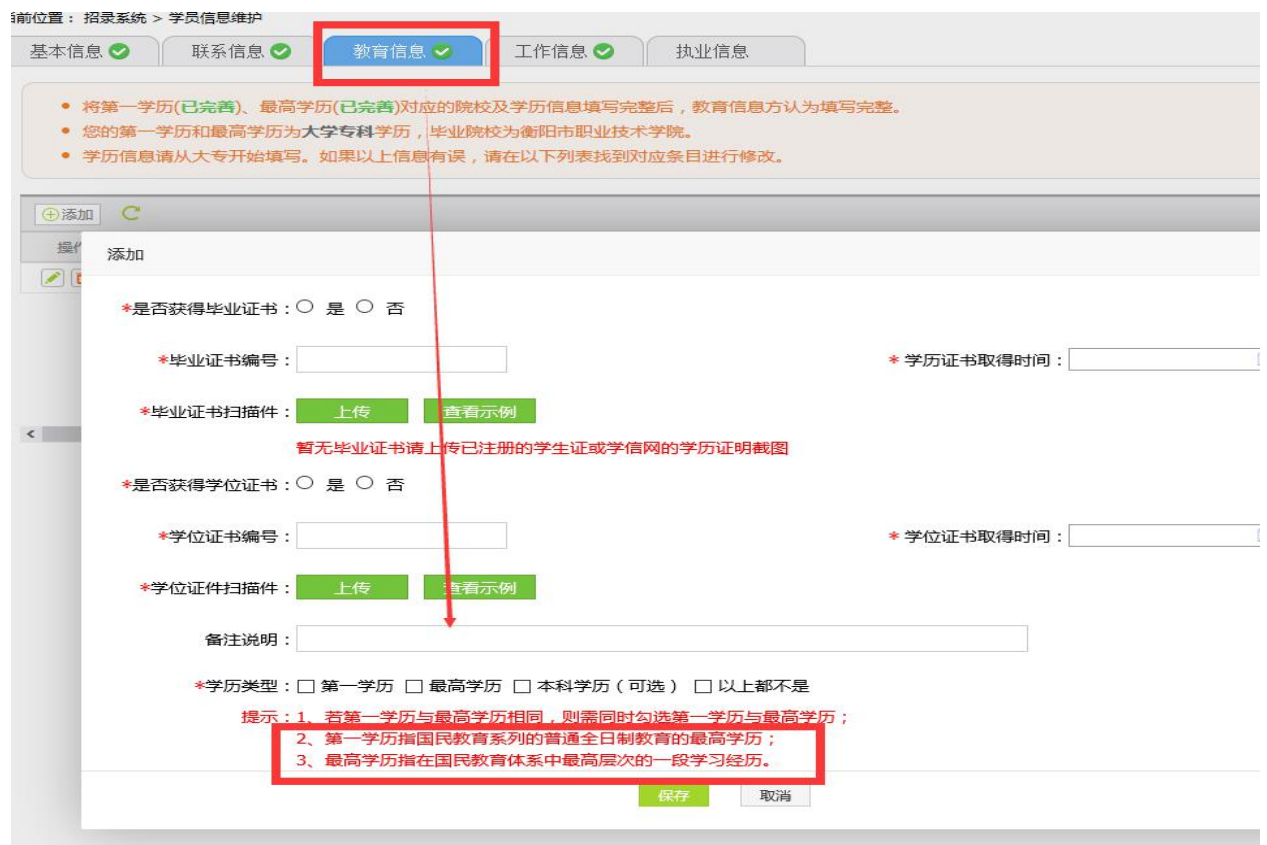 前位置： 招录系统 > 学员信息维护
基本信息 联系信息 教育信息 工作信息 执业信息
• 将第一学历(已完善)、最高学历(已完善)对应的院校及学历信息填写完整后，教育信息方认为填写完整。
• 您的第一学历和最高学历为大学专科学历，毕业院校为衡阳市职业技术学院。
• 学历信息请从大专开始填写。如果以上信息有误，请在以下列表找到对应条目进行修改。
添加
操作
添加
*是否获得毕业证书： 是 否
*毕业证书编号： * 学历证书取得时间：
*毕业证书扫描件： 上传 查看示例
暂无毕业证书请上传已注册的学生证或学信网的学历证明截图
*是否获得学位证书： 是 否
*学位证书编号： * 学位证书取得时间：
*学位证件扫描件： 上传 查看示例
备注说明：
*学历类型： 第一学历 最高学历 本科学历（可选） 以上都不是
提示：1、若第一学历与最高学历相同，则需同时勾选第一学历与最高学历；
2、第一学历指国民教育系列的普通全日制教育的最高学历；
3、最高学历指在国民教育体系中最高层次的一段学习经历。
保存 取消